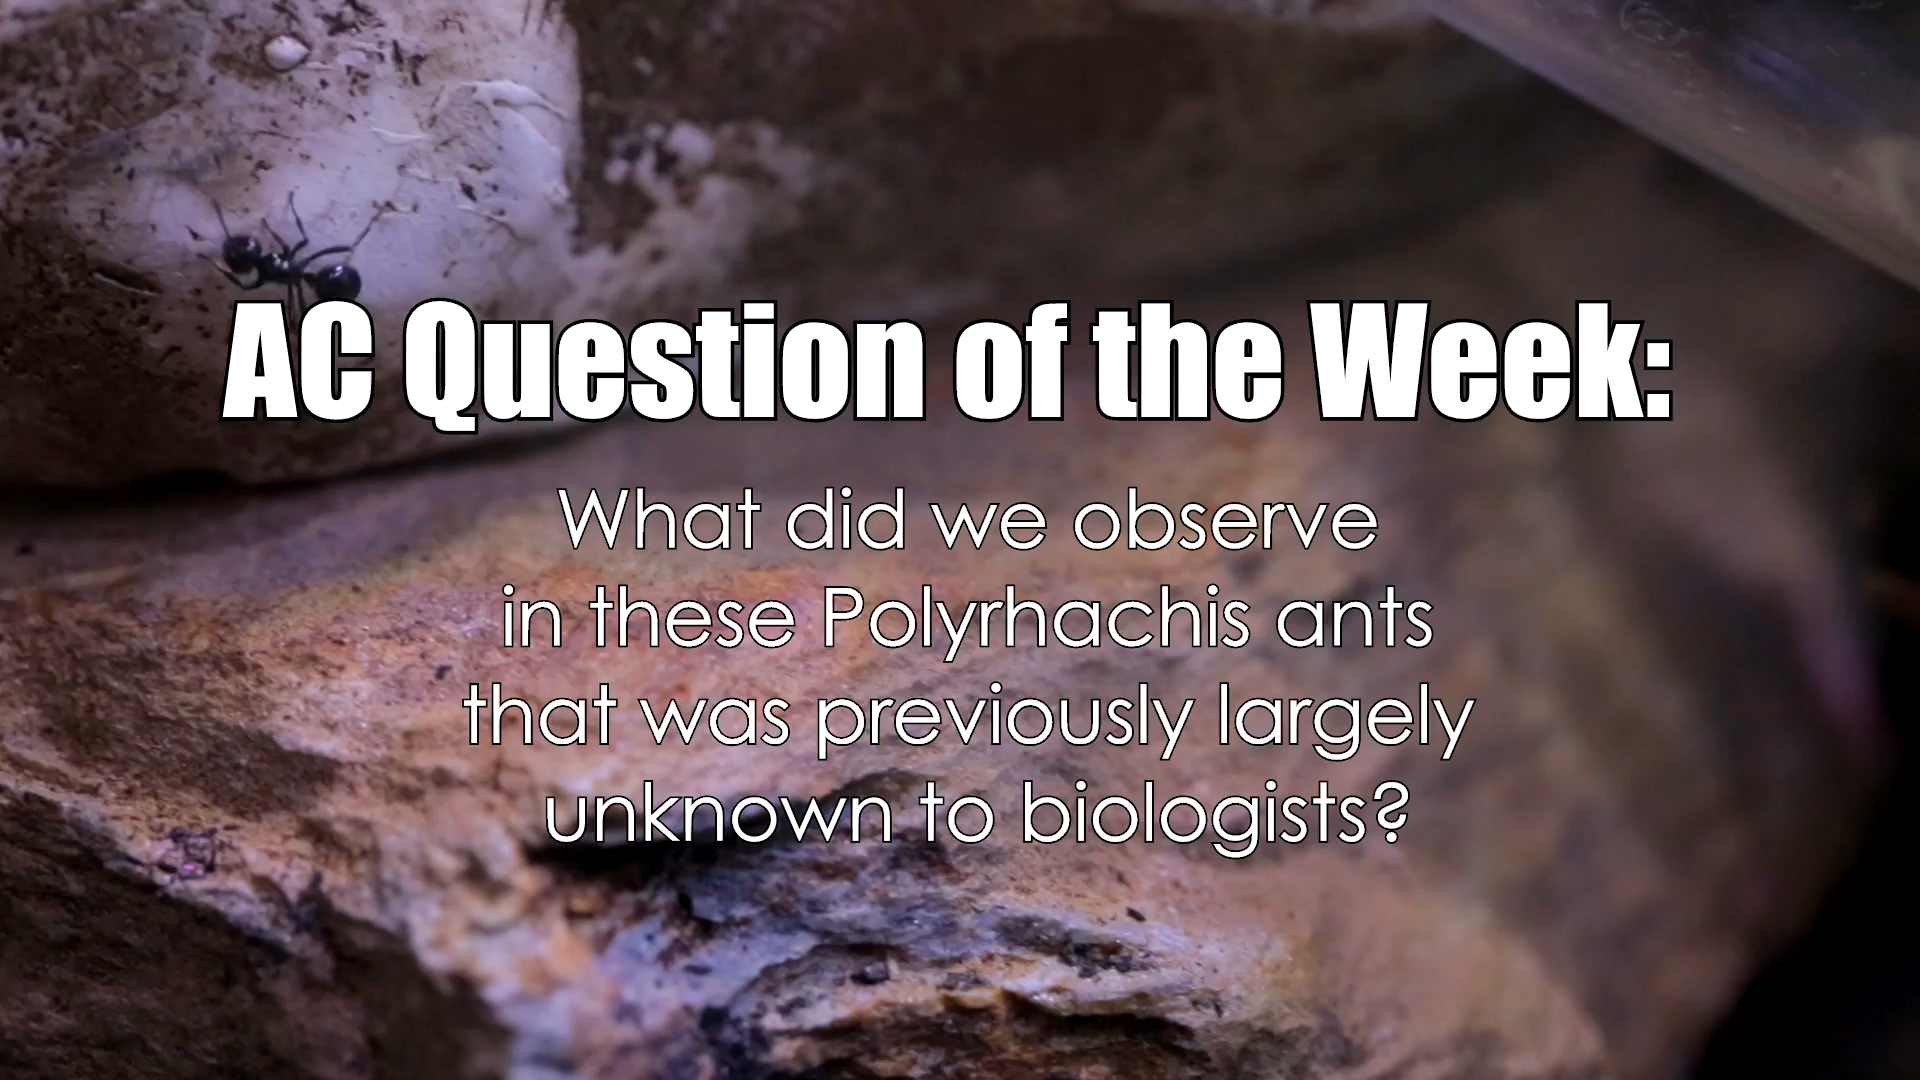 AC Question of the Week:
What did we observe
in these Polyrhachis ants
that was previously largely
unknown to biologists?